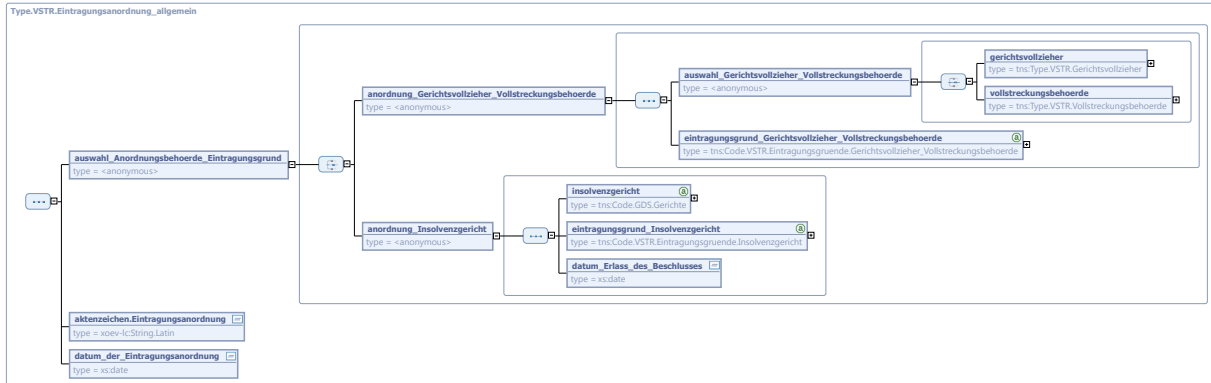 Type.VSTR.Eintragungsanordnung_allgemein
auswahl_Anordnungsbehoerde_Eintragungsgrund
type = <anonymous>
anordnung_Gerichtsvollzieher_Vollstreckungsbehoerde
type = <anonymous>
auswahl_Gerichtsvollzieher_Vollstreckungsbehoerde
type = <anonymous>
gerichtsvollzieher
type = tns:Type.VSTR.Gerichtsvollzieher
vollstreckungsbehoerde
type = tns:Type.VSTR.Vollstreckungsbehoerde
eintragungsgrund_Gerichtsvollzieher_Vollstreckungsbehoerde
type = tns:Code.VSTR.Eintragungsgruende.Gerichtsvollzieher_Vollstreckungsbehoerde
anordnung_Insolvenzgericht
type = <anonymous>
insolvenzgericht
type = tns:Code.GDS.Gerichte
eintragungsgrund_Insolvenzgericht
type = tns:Code.VSTR.Eintragungsgruende.Insolvenzgericht
datum_Erlass_des_Beschlusses
type = xs:date
aktenzeichen.Eintragungsanordnung
type = xoev-lc:String.Latin
datum_der_Eintragungsanordnung
type = xs:date